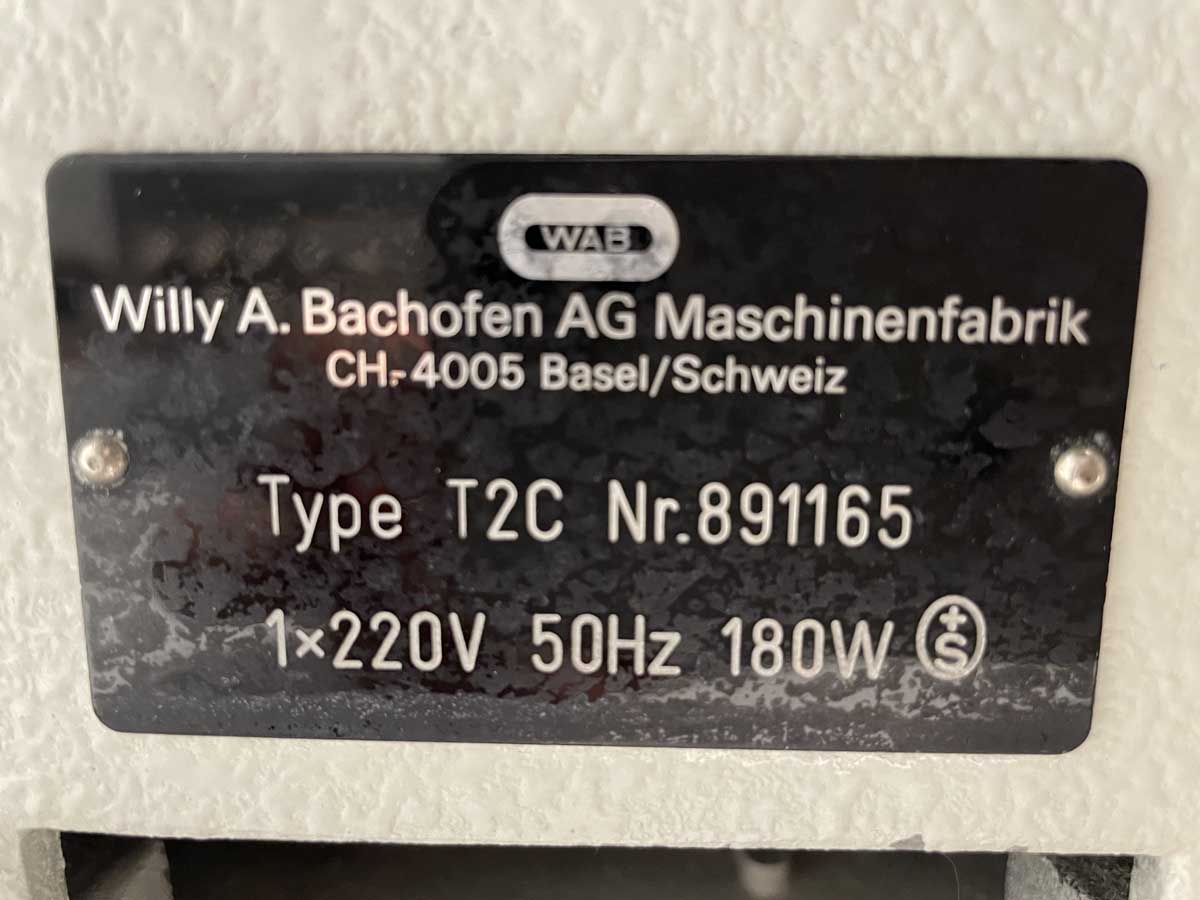 WAB
Willy A. Bachofen AG Maschinenfabrik
CH.-4005 Basel/Schweiz
Type T2C Nr.891165
1×220V 50Hz 180W +S